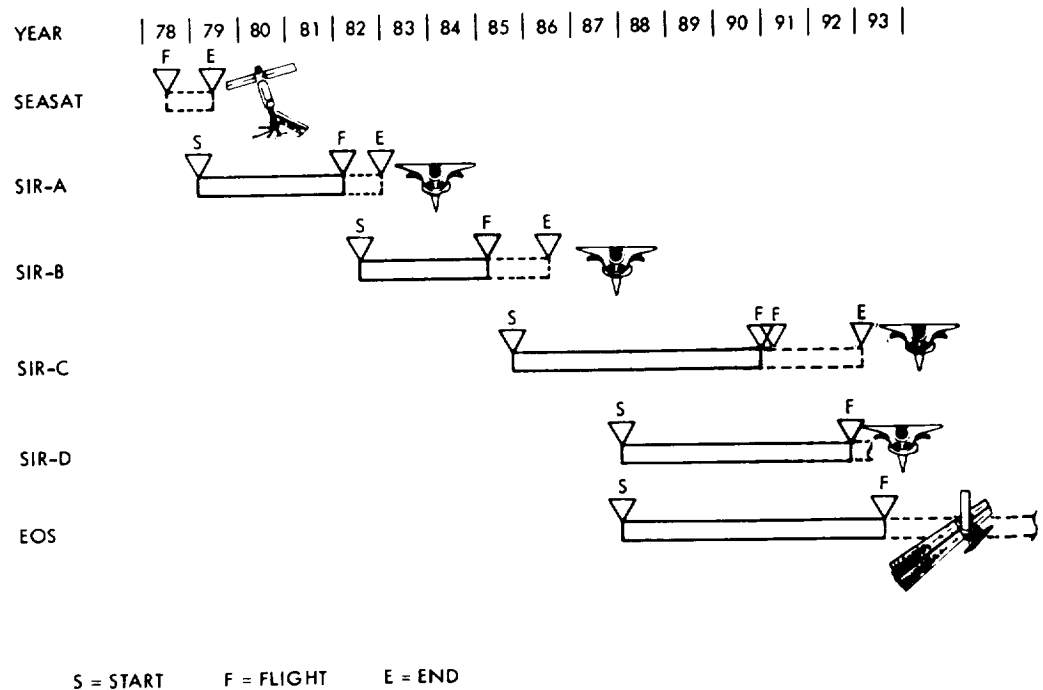 YEAR | 78 | 79 | 80 | 81 | 82 | 83 | 84 | 85 | 86 | 87 | 88 | 89 | 90 | 91 | 92 | 93 |
F E
SEASAT
S F E
SIR-A
S F E
SIR-B
S F F E
SIR-C
S F
SIR-D
S F
EOS
S = START F = FLIGHT E = END